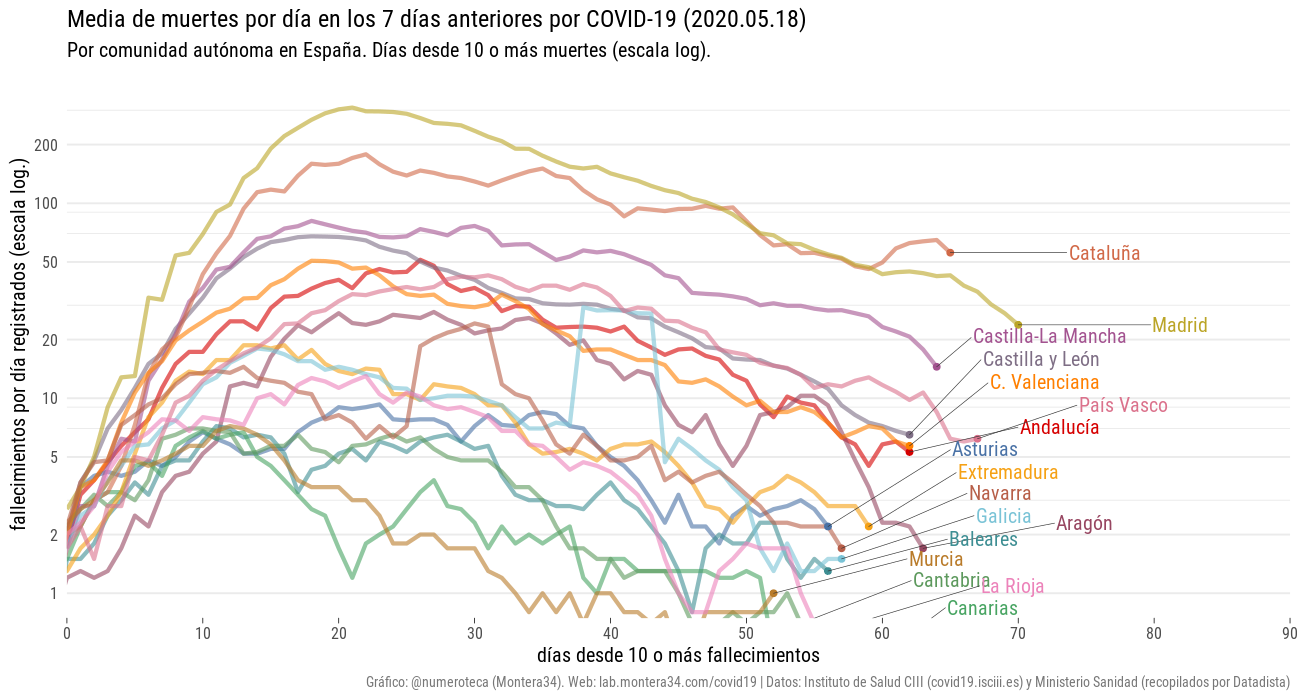 Media de muertes por día en los 7 días anteriores por COVID-19 (2020.05.18)
Por comunidad autónoma en España. Días desde 10 o más muertes (escala log).
fallecimientos por día registrados (escala log.)
200
100
50
20
10
5
2
1
Cataluña
Madrid
Castilla-La Mancha
Castilla y León
C. Valenciana
País Vasco
Andalucía
Asturias
Extremadura
Navarra
Galicia
Aragón
Baleares
Murcia
Cantabria
La Rioja
Canarias
0 10 20 30 40 50 60 70 80 90
días desde 10 o más fallecimientos
Gráfico: @numeroteca (Montera34). Web: lab.montera34.com/covid19 | Datos: Instituto de Salud CIII (covid19.isciii.es) y Ministerio Sanidad (recopilados por Datadista)